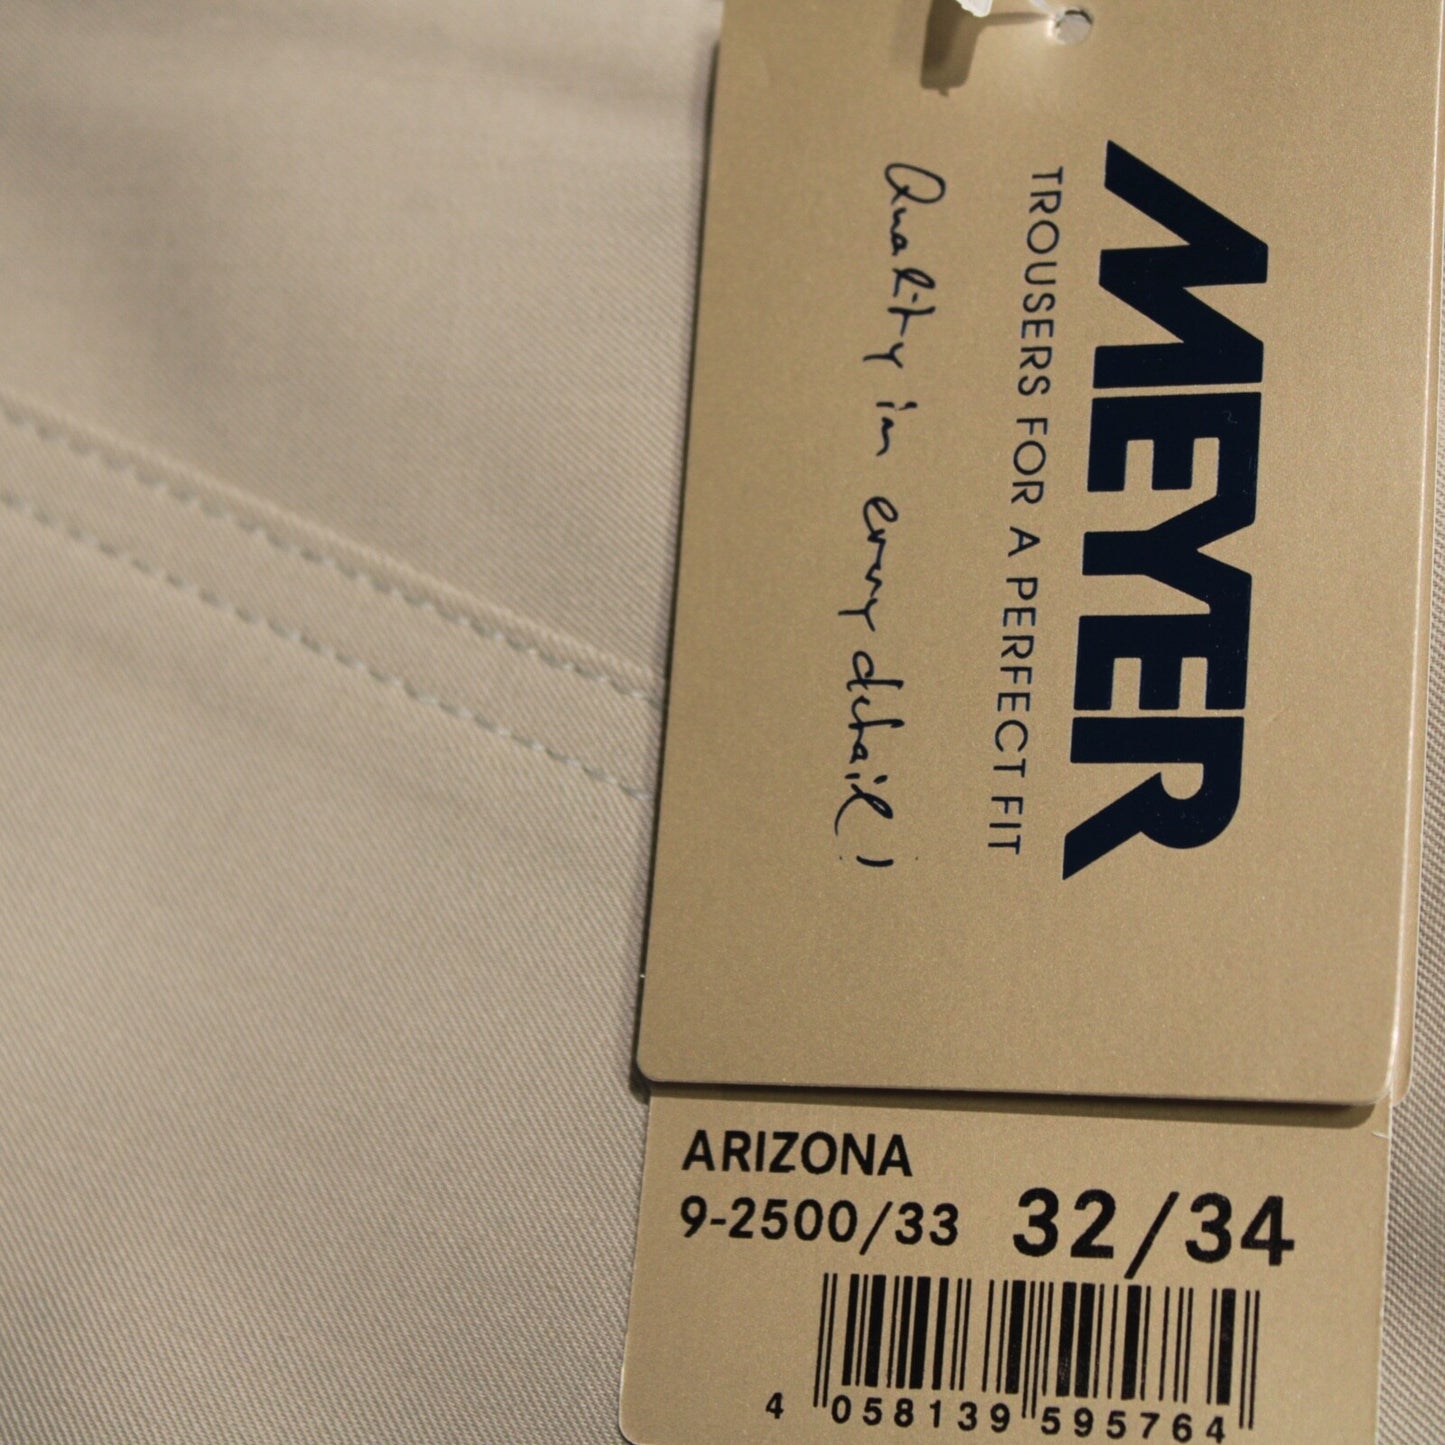 MEYER
TROUSERS FOR A PERFECT FIT
Quality in every detail!
ARIZONA
9-2500/33 32/34
4 058139 595764